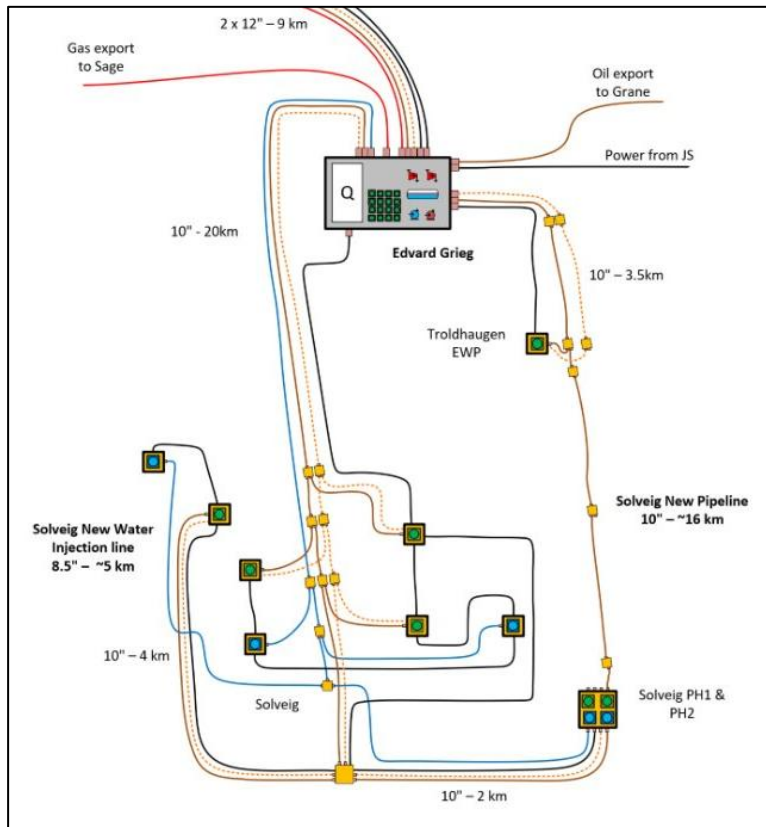 2 x 12" – 9 km
Gas export
to Sage
Oil export
to Grane
Power from JS
Q
10" - 20km
Edvard Grieg
10" – 3.5km
Troldhaugen
EWP
Solveig New Water
Injection line
8.5" – ~5 km
Solveig New Pipeline
10" – ~16 km
10" – 4 km
Solveig
Solveig PH1 &
PH2
10" – 2 km